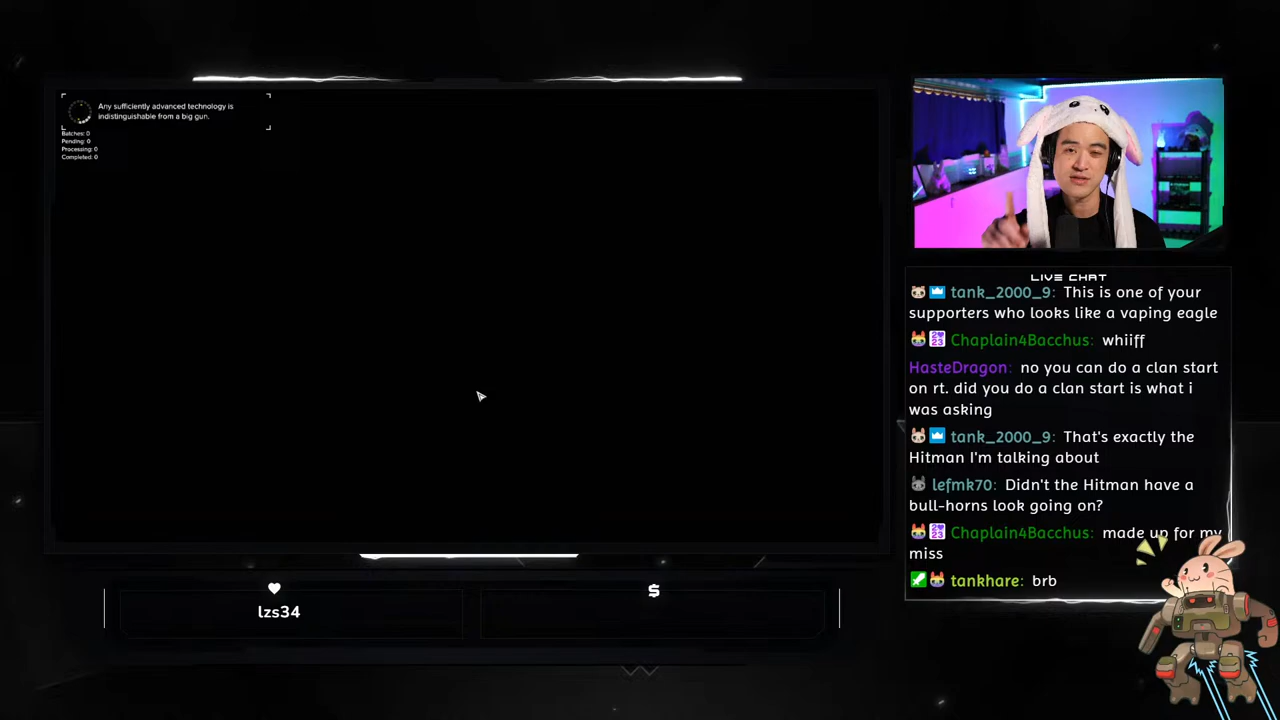 Any sufficiently advanced technology is
indistinguishable from a big gun.
Batches: 0
Pending: 0
Processing: 0
Completed: 0
LIVE CHAT
tank_2000_9: This is one of your
supporters who looks like a vaping eagle
Chaplain4Bacchus: whiiff
HasteDragon: no you can do a clan start
on rt. did you do a clan start is what i
was asking
tank_2000_9: That's exactly the
Hitman I'm talking about
lefmk70: Didn't the Hitman have a
bull-horns look going on?
Chaplain4Bacchus: made up for my
miss
tankhare: brb
$
lzs34